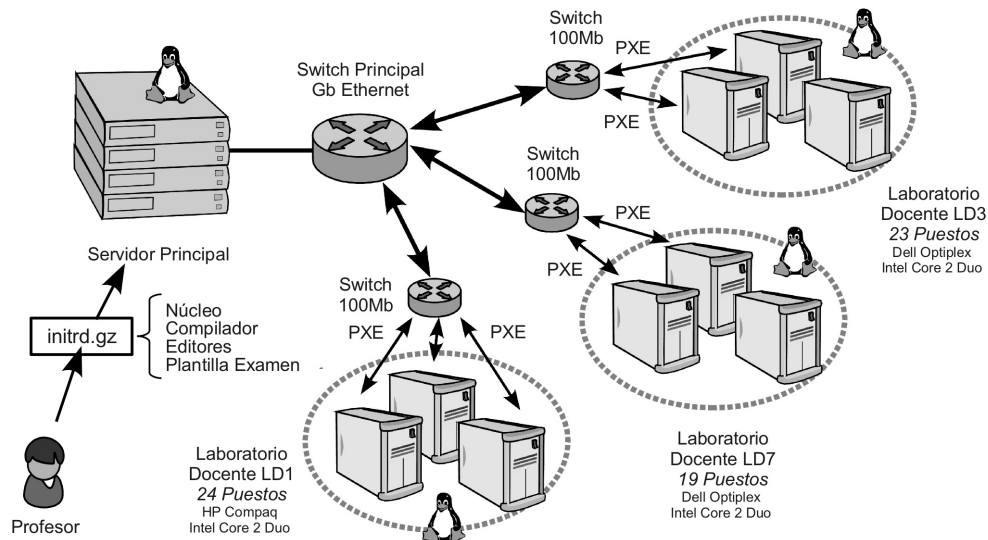 Switch
100Mb
PXE
PXE
Switch Principal
Gb Ethernet
Switch
100Mb
PXE
PXE
Laboratorio
Docente LD3
23 Puestos
Dell Optiplex
Intel Core 2 Duo
Servidor Principal
Switch
100Mb
PXE
PXE
initrd.gz
Núcleo
Compilador
Editores
Plantilla Examen
Laboratorio
Docente LD1
24 Puestos
HP Compaq
Intel Core 2 Duo
Laboratorio
Docente LD7
19 Puestos
Dell Optiplex
Intel Core 2 Duo
Profesor